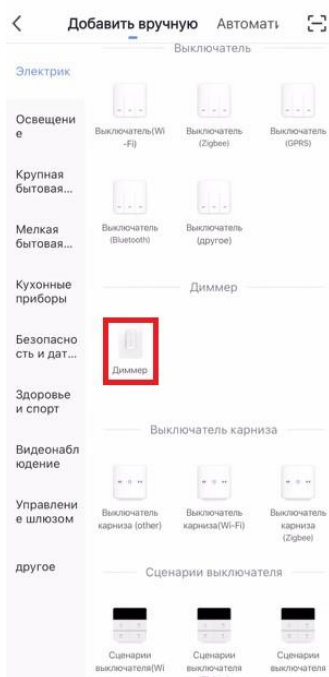 Добавить вручную Автомати
Электрик
Освещени
е
Крупная
бытовая...
Мелкая
бытовая...
Кухонные
приборы
Безопасно
сть и дат...
Здоровье
и спорт
Видеонабл
юдение
Управлени
е шлюзом
другое
Выключатель
Выключатель(Wi
-Fi)
Выключатель
(Zigbee)
Выключатель
(GPRS)
Выключатель
(Bluetooth)
Выключатель
(другое)
Диммер
Диммер
Выключатель карниза
Выключатель
карниза (other)
Выключатель
карниза(Wi-Fi)
Выключатель
карниза
(Zigbee)
Сценарии выключателя
Сценарии
выключателя(Wi
Сценарии
выключателя
Сценарии
выключателя